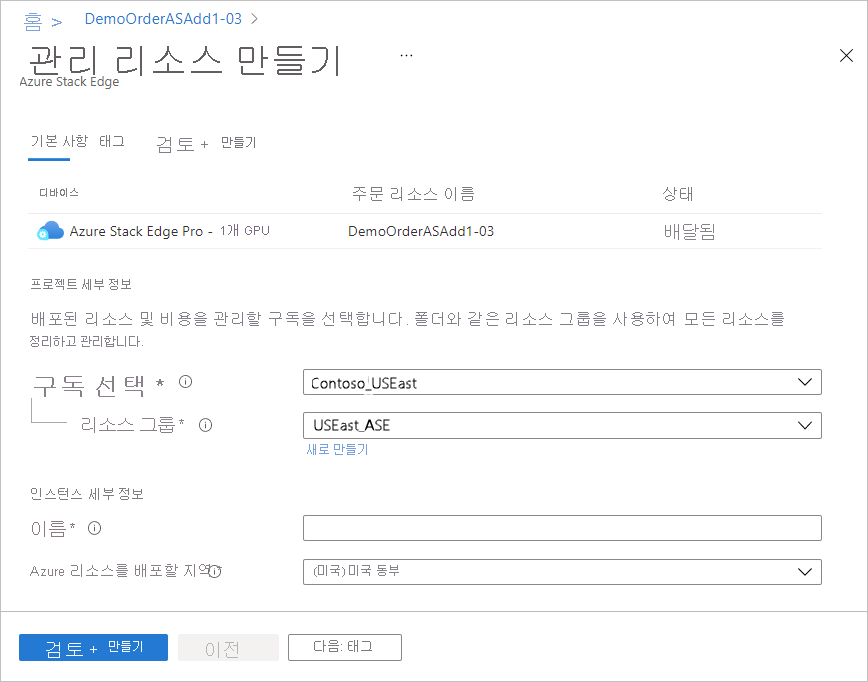 홈 > DemoOrderASAdd1-03 >
관리 리소스 만들기 ...
Azure Stack Edge
기본 사항 태그 검토 + 만들기
디바이스 주문 리소스 이름 상태
Azure Stack Edge Pro - 1개 GPU DemoOrderASAdd1-03 배달됨
프로젝트 세부 정보
배포된 리소스 및 비용을 관리할 구독을 선택합니다. 폴더와 같은 리소스 그룹을 사용하여 모든 리소스를
정리하고 관리합니다.
구독 선택 * Contoso_USEast
리소스 그룹* USEast_ASE
새로 만들기
인스턴스 세부 정보
이름*
Azure 리소스를 배포할 지역* (미국)미국 동부
검토 + 만들기 이전 다음: 태그